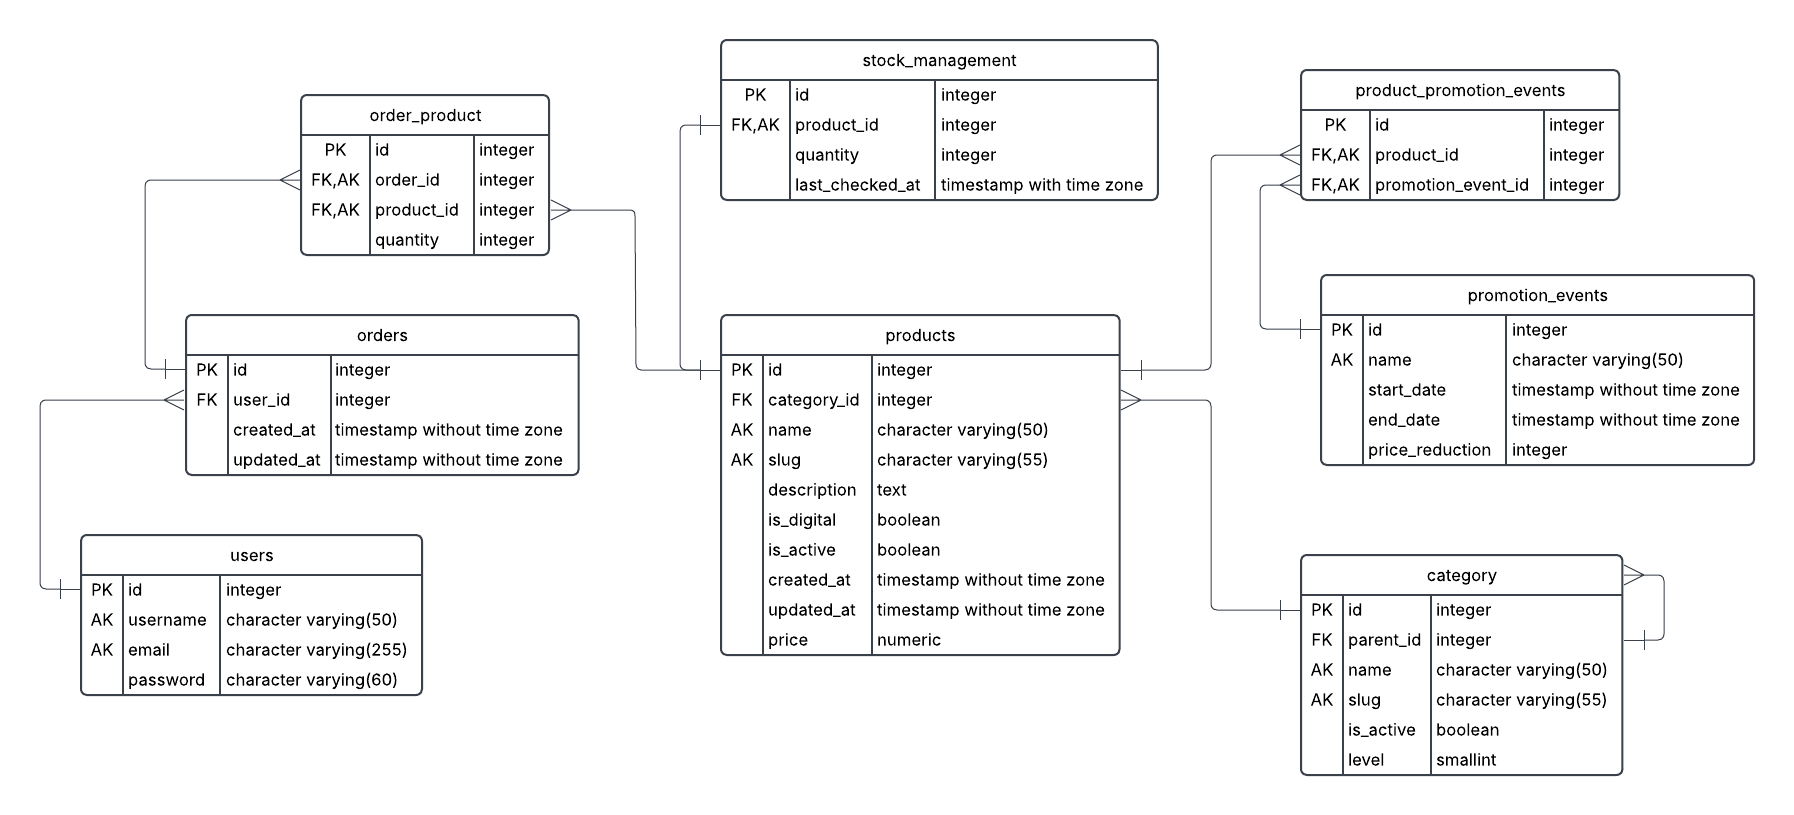 stock_management
PK id integer
FK,AK product_id integer
quantity integer
last_checked_at timestamp with time zone
product_promotion_events
PK id integer
FK,AK product_id integer
FK,AK promotion_event_id integer
order_product
PK id integer
FK,AK order_id integer
FK,AK product_id integer
quantity integer
promotion_events
PK id integer
AK name character varying(50)
start_date timestamp without time zone
end_date timestamp without time zone
price_reduction integer
orders
PK id integer
FK user_id integer
created_at timestamp without time zone
updated_at timestamp without time zone
products
PK id integer
FK category_id integer
AK name character varying(50)
AK slug character varying(55)
description text
is_digital boolean
is_active boolean
created_at timestamp without time zone
updated_at timestamp without time zone
price numeric
users
PK id integer
AK username character varying(50)
AK email character varying(255)
password character varying(60)
category
PK id integer
FK parent_id integer
AK name character varying(50)
AK slug character varying(55)
is_active boolean
level smallint